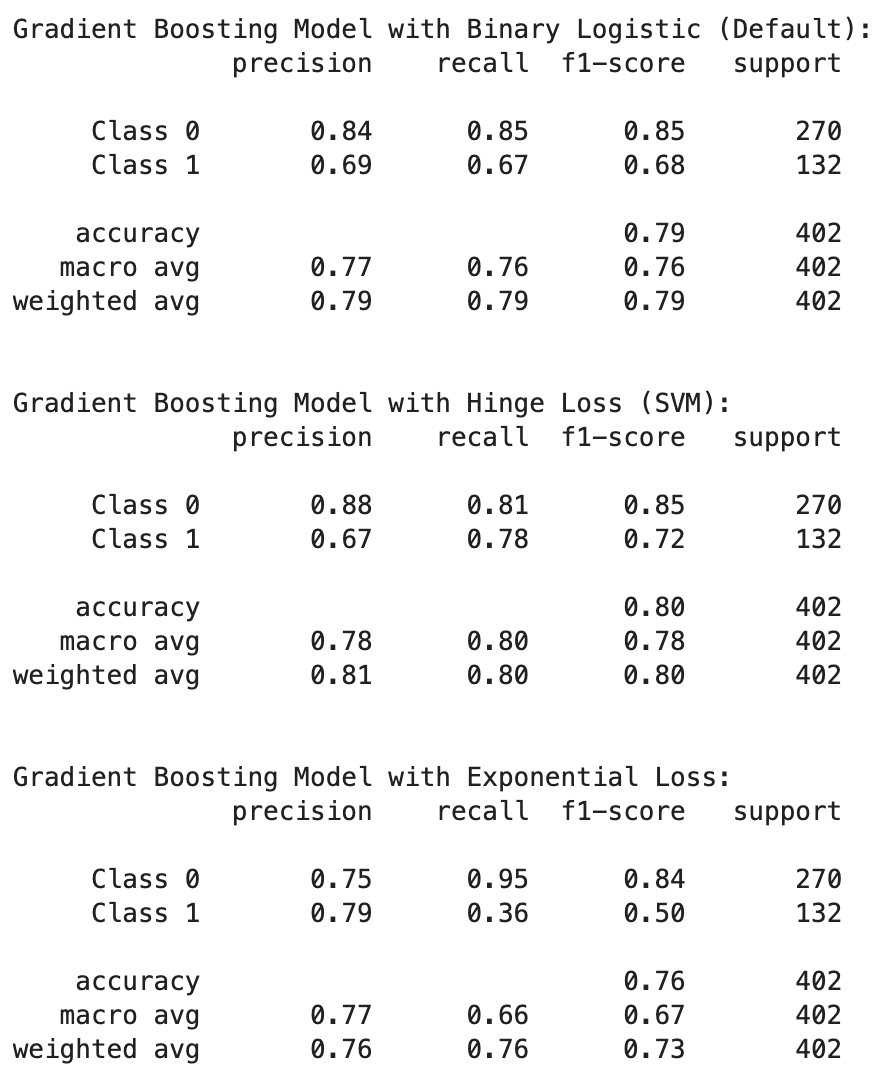 Gradient Boosting Model with Binary Logistic (Default):
precision recall f1-score support
Class 0 0.84 0.85 0.85 270
Class 1 0.69 0.67 0.68 132
accuracy 0.79 402
macro avg 0.77 0.76 0.76 402
weighted avg 0.79 0.79 0.79 402
Gradient Boosting Model with Hinge Loss (SVM):
precision recall f1-score support
Class 0 0.88 0.81 0.85 270
Class 1 0.67 0.78 0.72 132
accuracy 0.80 402
macro avg 0.78 0.80 0.78 402
weighted avg 0.81 0.80 0.80 402
Gradient Boosting Model with Exponential Loss:
precision recall f1-score support
Class 0 0.75 0.95 0.84 270
Class 1 0.79 0.36 0.50 132
accuracy 0.76 402
macro avg 0.77 0.66 0.67 402
weighted avg 0.76 0.76 0.73 402